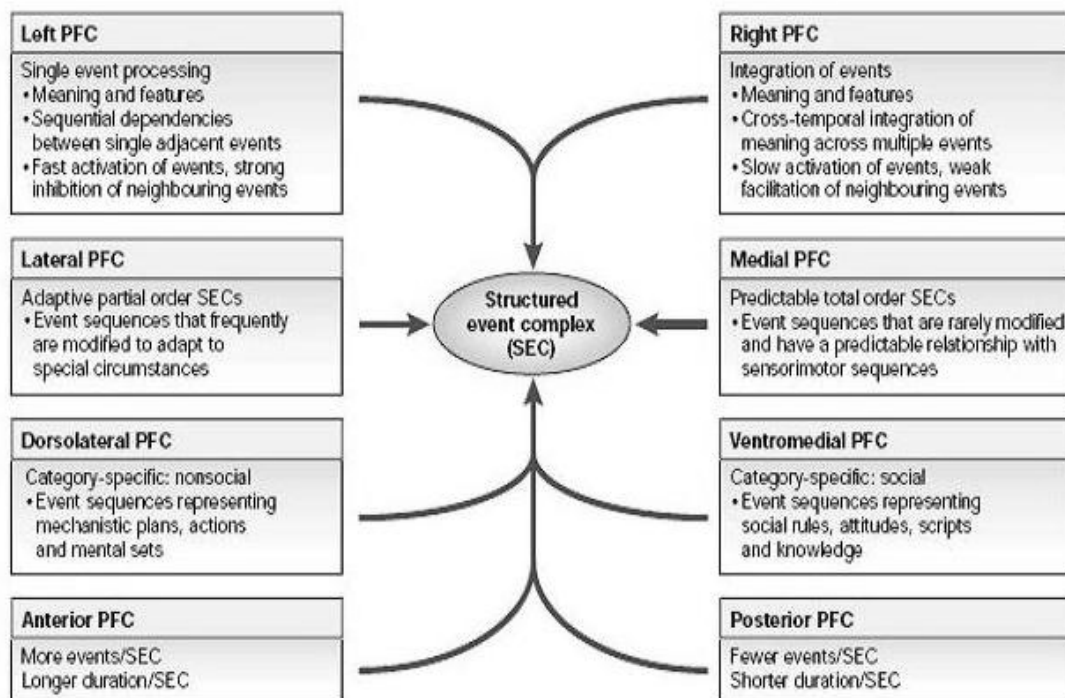 Left PFC
Single event processing
• Meaning and features
• Sequential dependencies
between single adjacent events
• Fast activation of events, strong
inhibition of neighbouring events
Right PFC
Integration of events
• Meaning and features
• Cross-temporal integration of
meaning across multiple events
• Slow activation of events, weak
facilitation of neighbouring events
Lateral PFC
Adaptive partial order SECs
• Event sequences that frequently
are modified to adapt to
special circumstances
Structured
event complex
(SEC)
Medial PFC
Predictable total order SECs
• Event sequences that are rarely modified
and have a predictable relationship with
sensorimotor sequences
Dorsolateral PFC
Category-specific: nonsocial
• Event sequences representing
mechanistic plans, actions
and mental sets
Ventromedial PFC
Category-specific: social
• Event sequences representing
social rules, attitudes, scripts
and knowledge
Anterior PFC
More events/SEC
Longer duration/SEC
Posterior PFC
Fewer events/SEC
Shorter duration/SEC